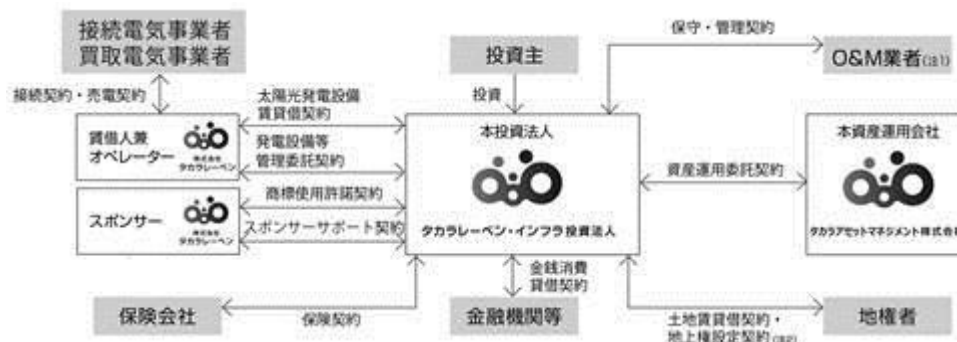 接続電気事業者
買取電気事業者
投資主
保守・管理契約
O&M業者(注1)
接続契約・売電契約
太陽光発電設備
賃貸借契約
投資
賃借人兼
オペレーター
株式会社
タカラレーベン
発電設備等
管理委託契約
本投資法人
タカラレーベン・インフラ投資法人
資産運用委託契約
本資産運用会社
タカラアセットマネジメント株式会社
スポンサー
株式会社
タカラレーベン
商標使用許諾契約
スポンサーサポート契約
保険会社
保険契約
金銭消費
貸借契約
金融機関等
土地賃貸借契約・
地上権設定契約(注2)
地権者